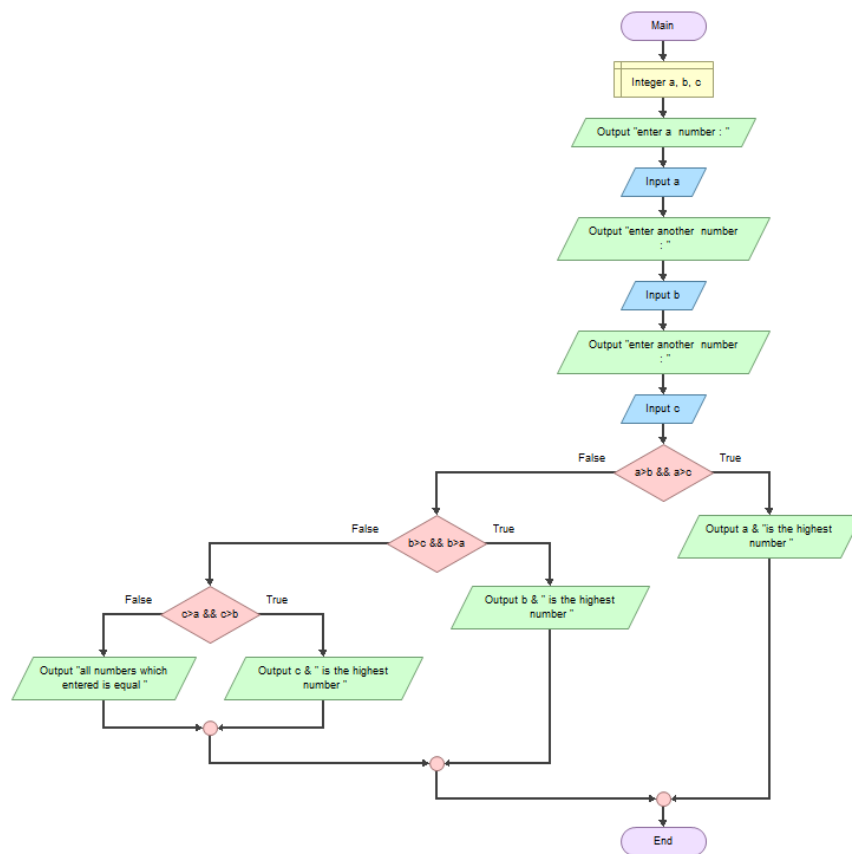 Main
Integer a, b, c
Output "enter a  number : "
Input a
Output "enter another  number
: "
Input b
Output "enter another  number
: "
Input c
False
a>b && a>c
True
False
b>c && b>a
True
Output a & "is the highest
number "
False
c>a && c>b
True
Output b & " is the highest
number "
Output "all numbers which
entered is equal "
Output c & " is the highest
number "
End